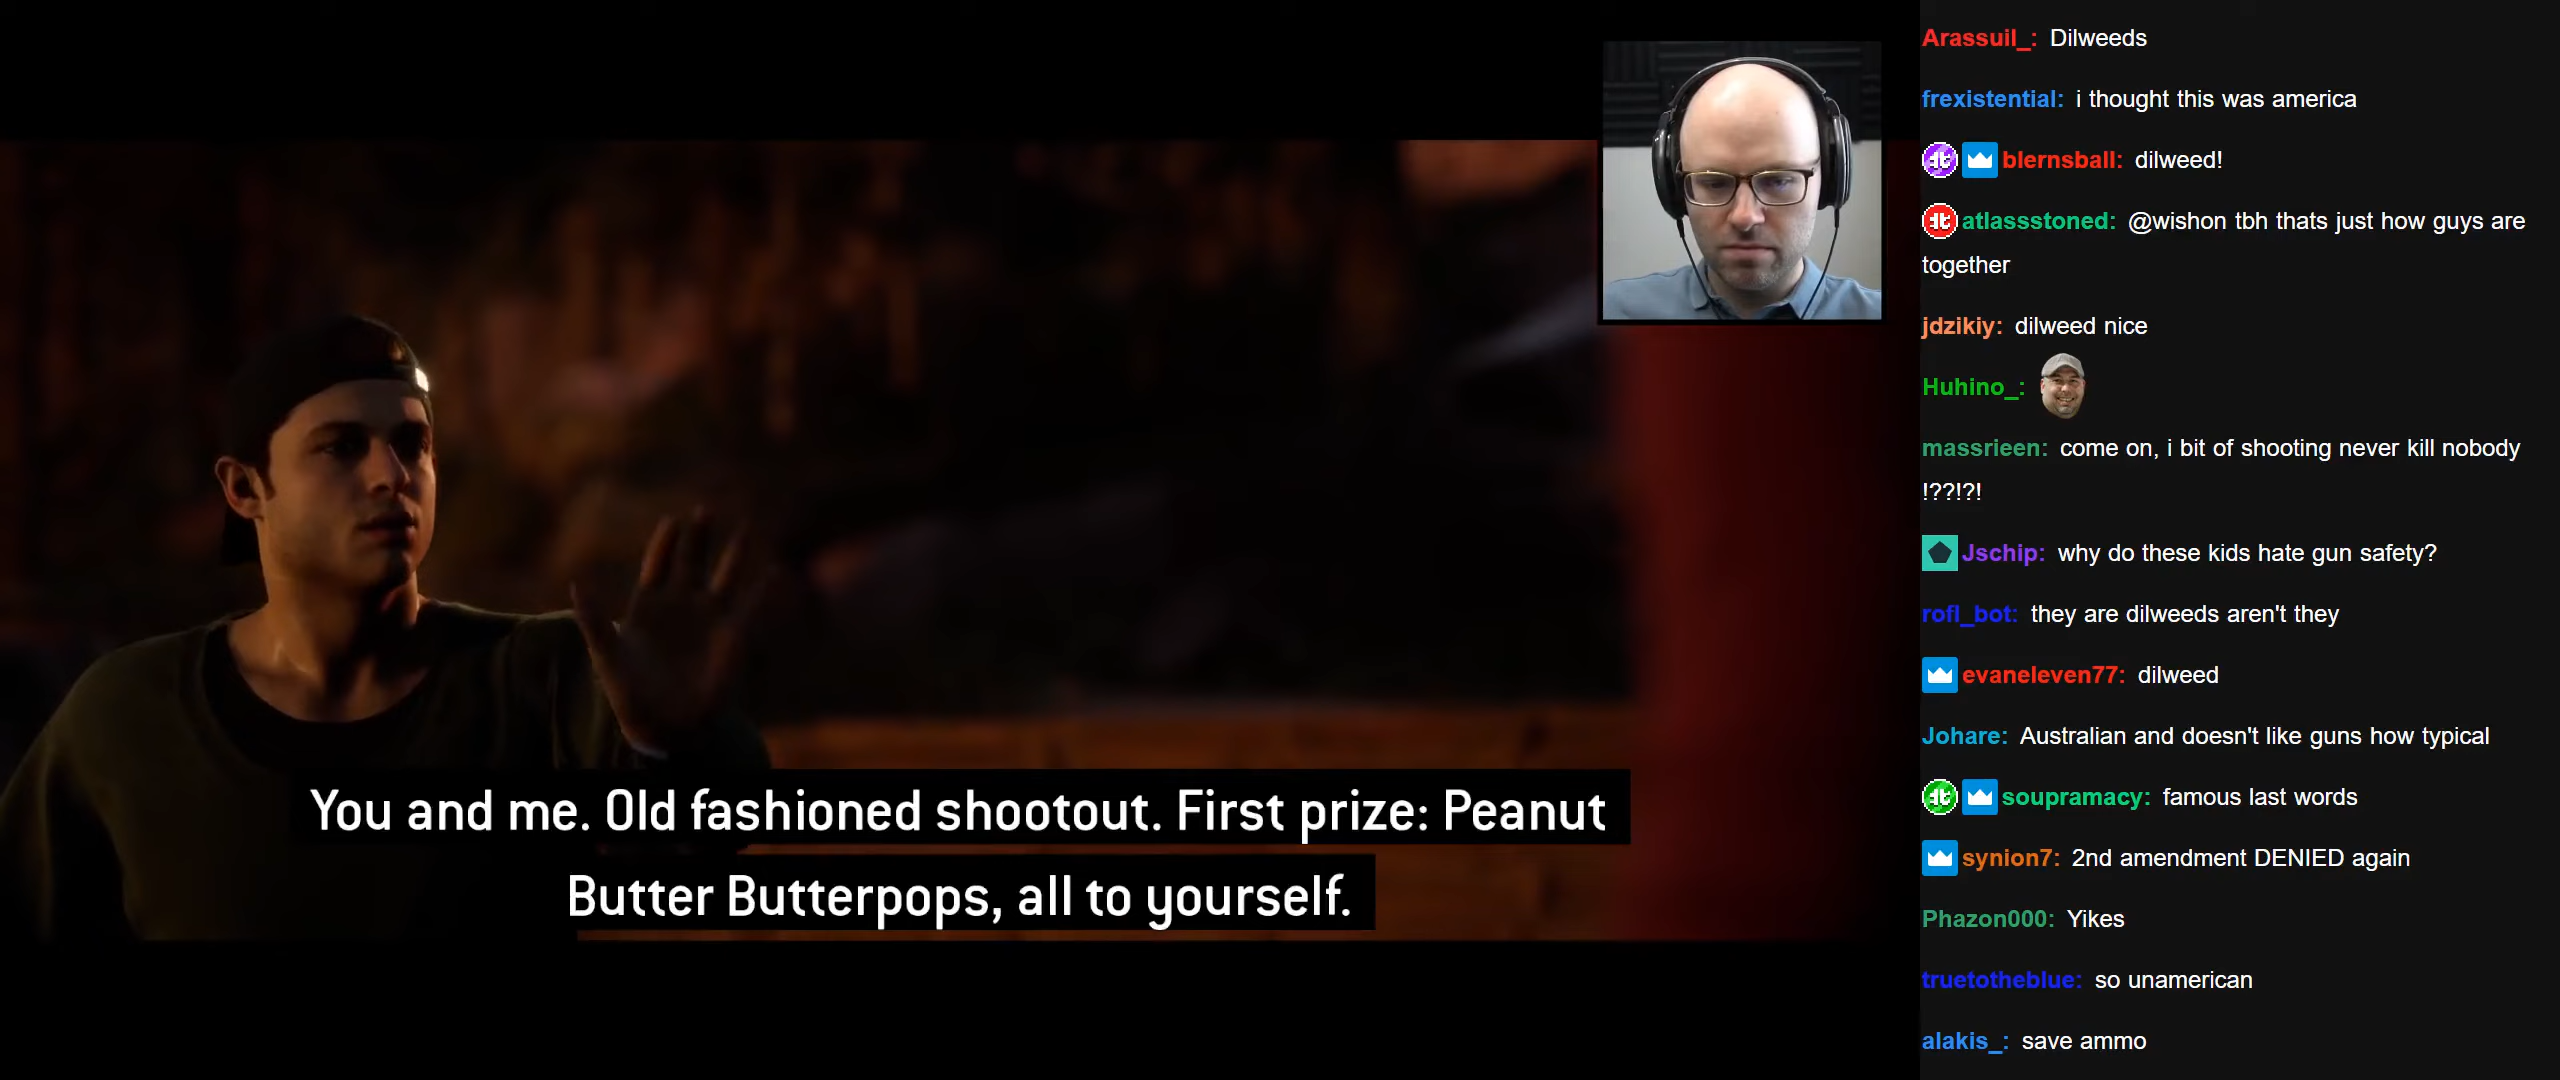 You and me. Old fashioned shootout. First prize: Peanut
Butter Butterpops, all to yourself.
Arassuil_: Dilweeds
frexistential: i thought this was america
blernsball: dilweed!
atlassstoned: @wishon tbh thats just how guys are
together
jdzikiy: dilweed nice
Huhino_:
massrieen: come on, i bit of shooting never kill nobody
!??!?!
Jschip: why do these kids hate gun safety?
rofl_bot: they are dilweeds aren't they
evaneleven77: dilweed
Johare: Australian and doesn't like guns how typical
soupramacy: famous last words
synion7: 2nd amendment DENIED again
Phazon000: Yikes
truetotheblue: so unamerican
alakis_: save ammo